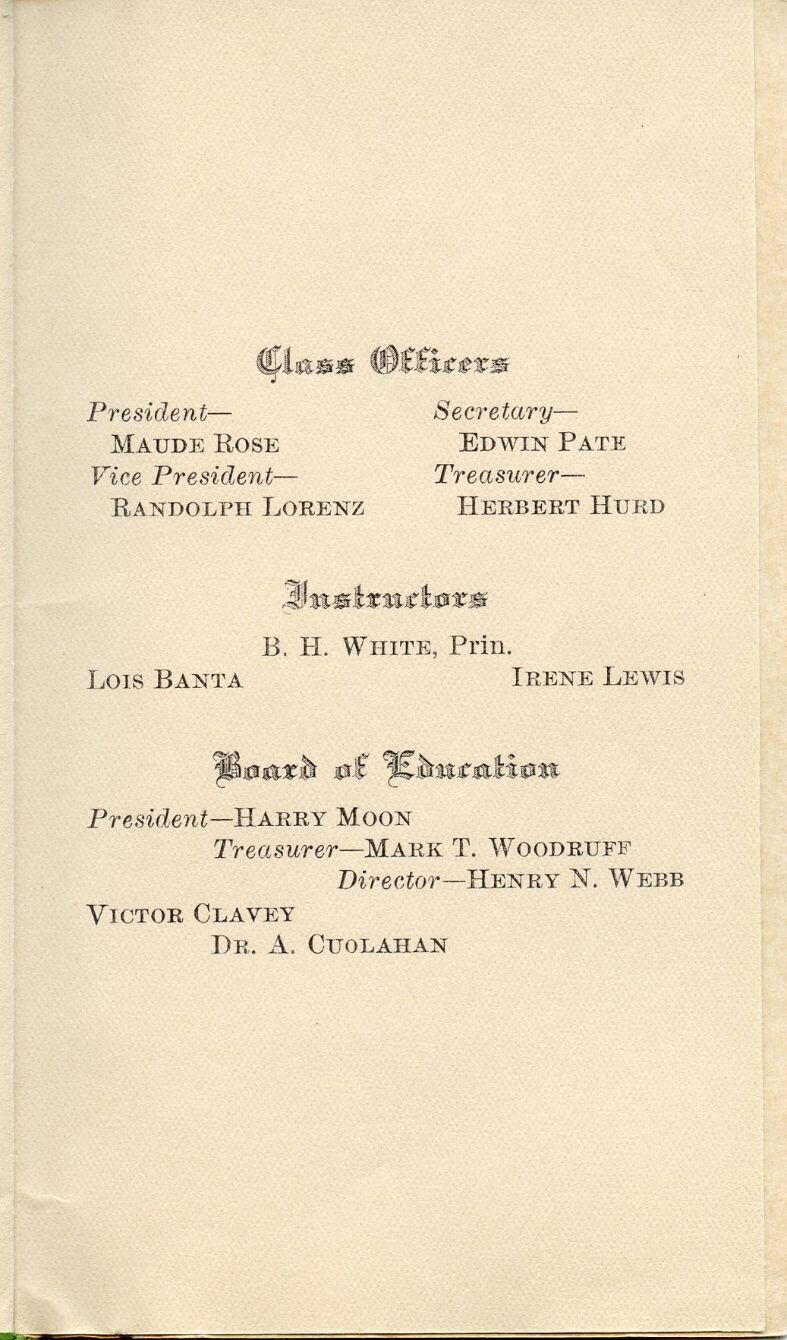 Class Officers
President— Secretary—
Maude Rose Edwin Pate
Vice President— Treasurer—
Randolph Lorenz Herbert Hurd
Instructors
B. H. White, Prin.
Lois Banta Irene Lewis
Board of Education
President—Harry Moon
Treasurer—Mark T. Woodruff
Director—Henry N. Webb
Victor Clavey
Dr. A. Cuolahan